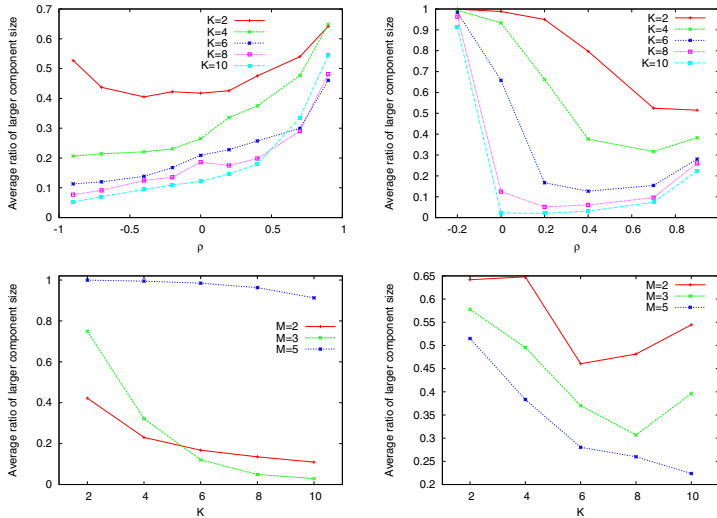 Average ratio of larger component size
0.7
0.6
0.5
0.4
0.3
0.2
0.1
0
-1
-0.5
0
0.5
1
ρ
K=2
K=4
K=6
K=8
K=10
Average ratio of larger component size
1
0.9
0.8
0.7
0.6
0.5
0.4
0.3
0.2
0.1
0
-0.2
0
0.2
0.4
0.6
0.8
ρ
K=2
K=4
K=6
K=8
K=10
Average ratio of larger component size
1
0.8
0.6
0.4
0.2
0
2
4
6
8
10
K
M=2
M=3
M=5
Average ratio of larger component size
0.65
0.6
0.55
0.5
0.45
0.4
0.35
0.3
0.25
0.2
2
4
6
8
10
K
M=2
M=3
M=5